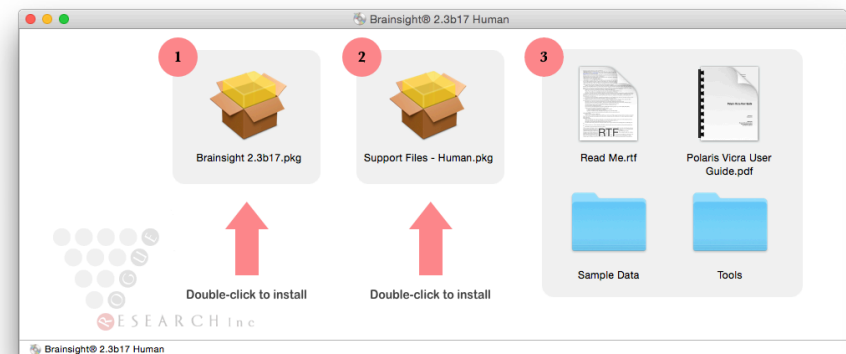 Brainsight® 2.3b17 Human
1
2
3
Brainsight 2.3b17.pkg
Support Files - Human.pkg
RTF
Read Me.rtf
Polaris Vicra User
Guide.pdf
Sample Data
Tools
Double-click to install
Double-click to install
ROGUE
RESEARCH Inc
Brainsight® 2.3b17 Human